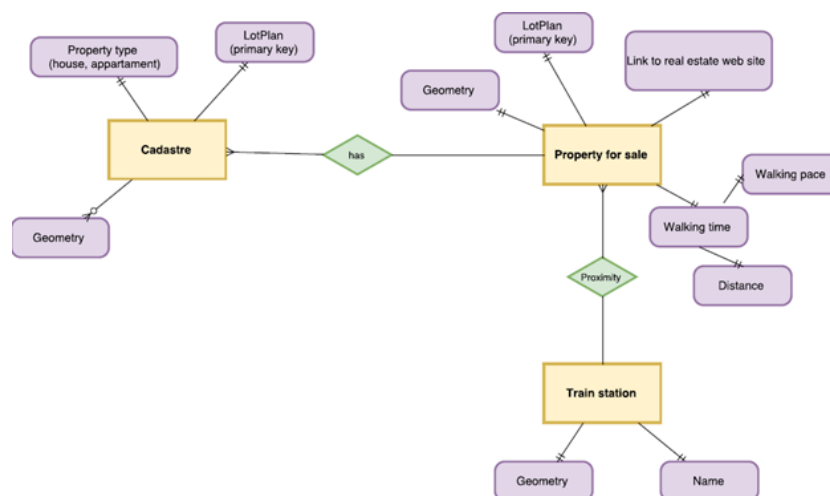 Property type
(house, appartament)
LotPlan
(primary key)
LotPlan
(primary key)
Link to real estate web site
Geometry
Cadastre
has
Property for sale
Walking pace
Walking time
Geometry
Proximity
Distance
Train station
Geometry
Name